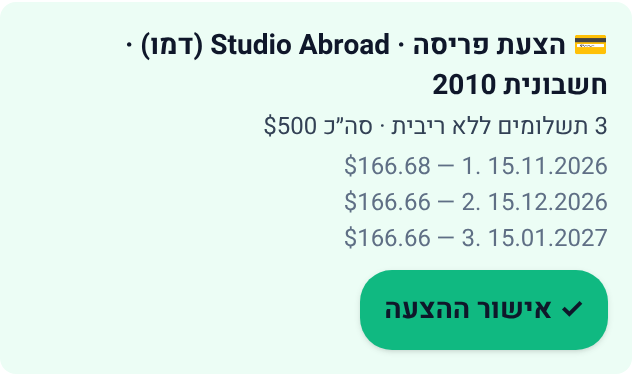 💳 הצעת פריסה · Studio Abroad (דמו) ·
חשבונית 2010
3 תשלומים ללא ריבית · סה״כ $500
1. 15.11.2026 — $166.68
2. 15.12.2026 — $166.66
3. 15.01.2027 — $166.66
✓ אישור ההצעה